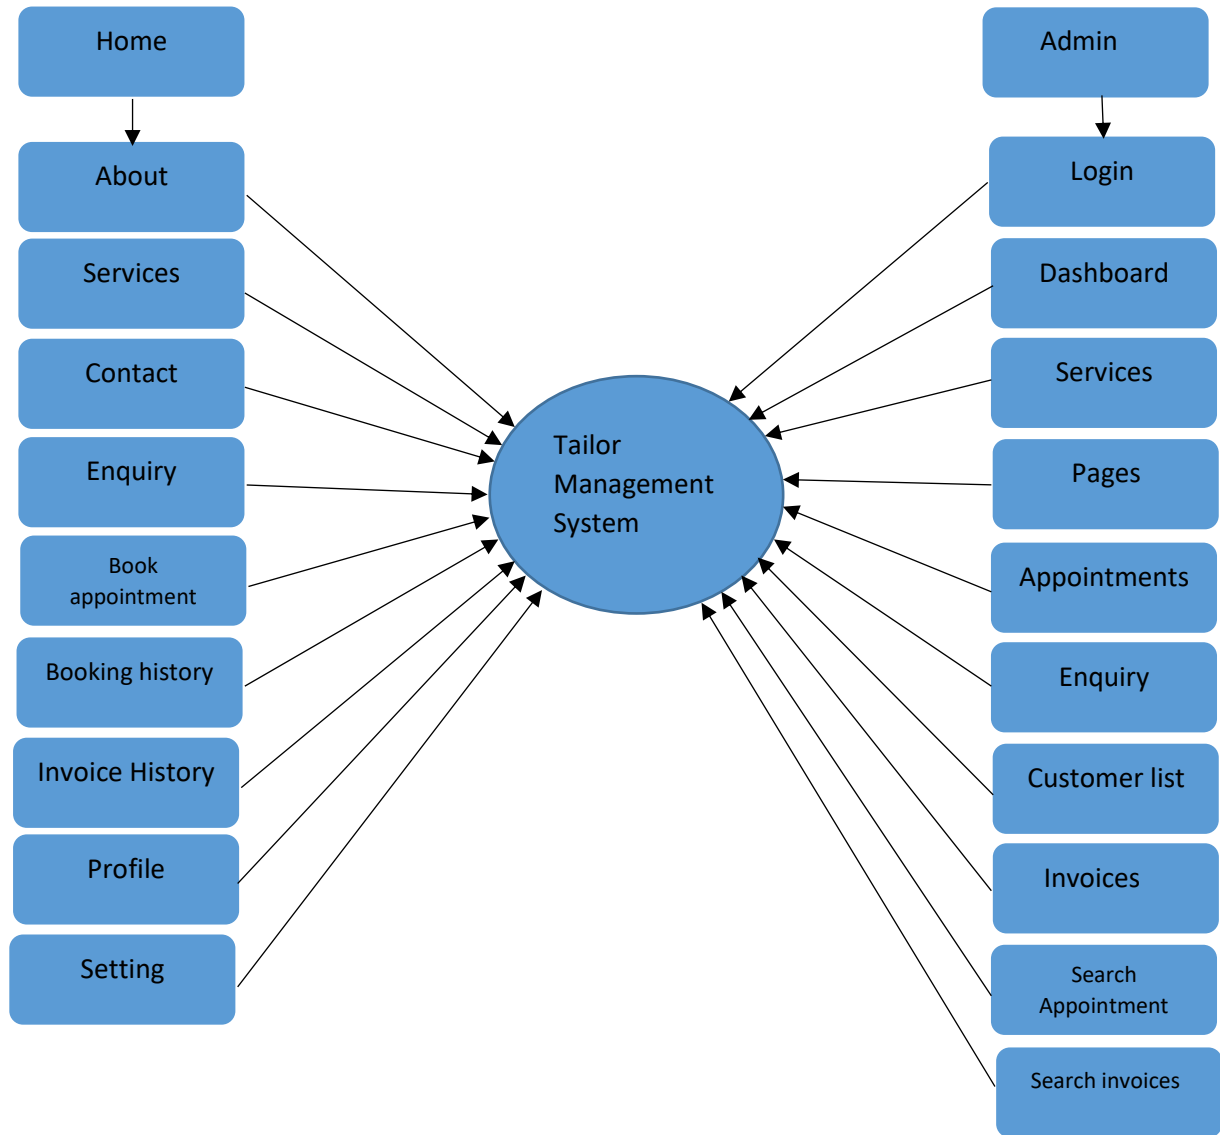 Home
About
Services
Contact
Enquiry
Book
appointment
Booking history
Invoice History
Profile
Setting
Tailor
Management
System
Admin
Login
Dashboard
Services
Pages
Appointments
Enquiry
Customer list
Invoices
Search
Appointment
Search invoices